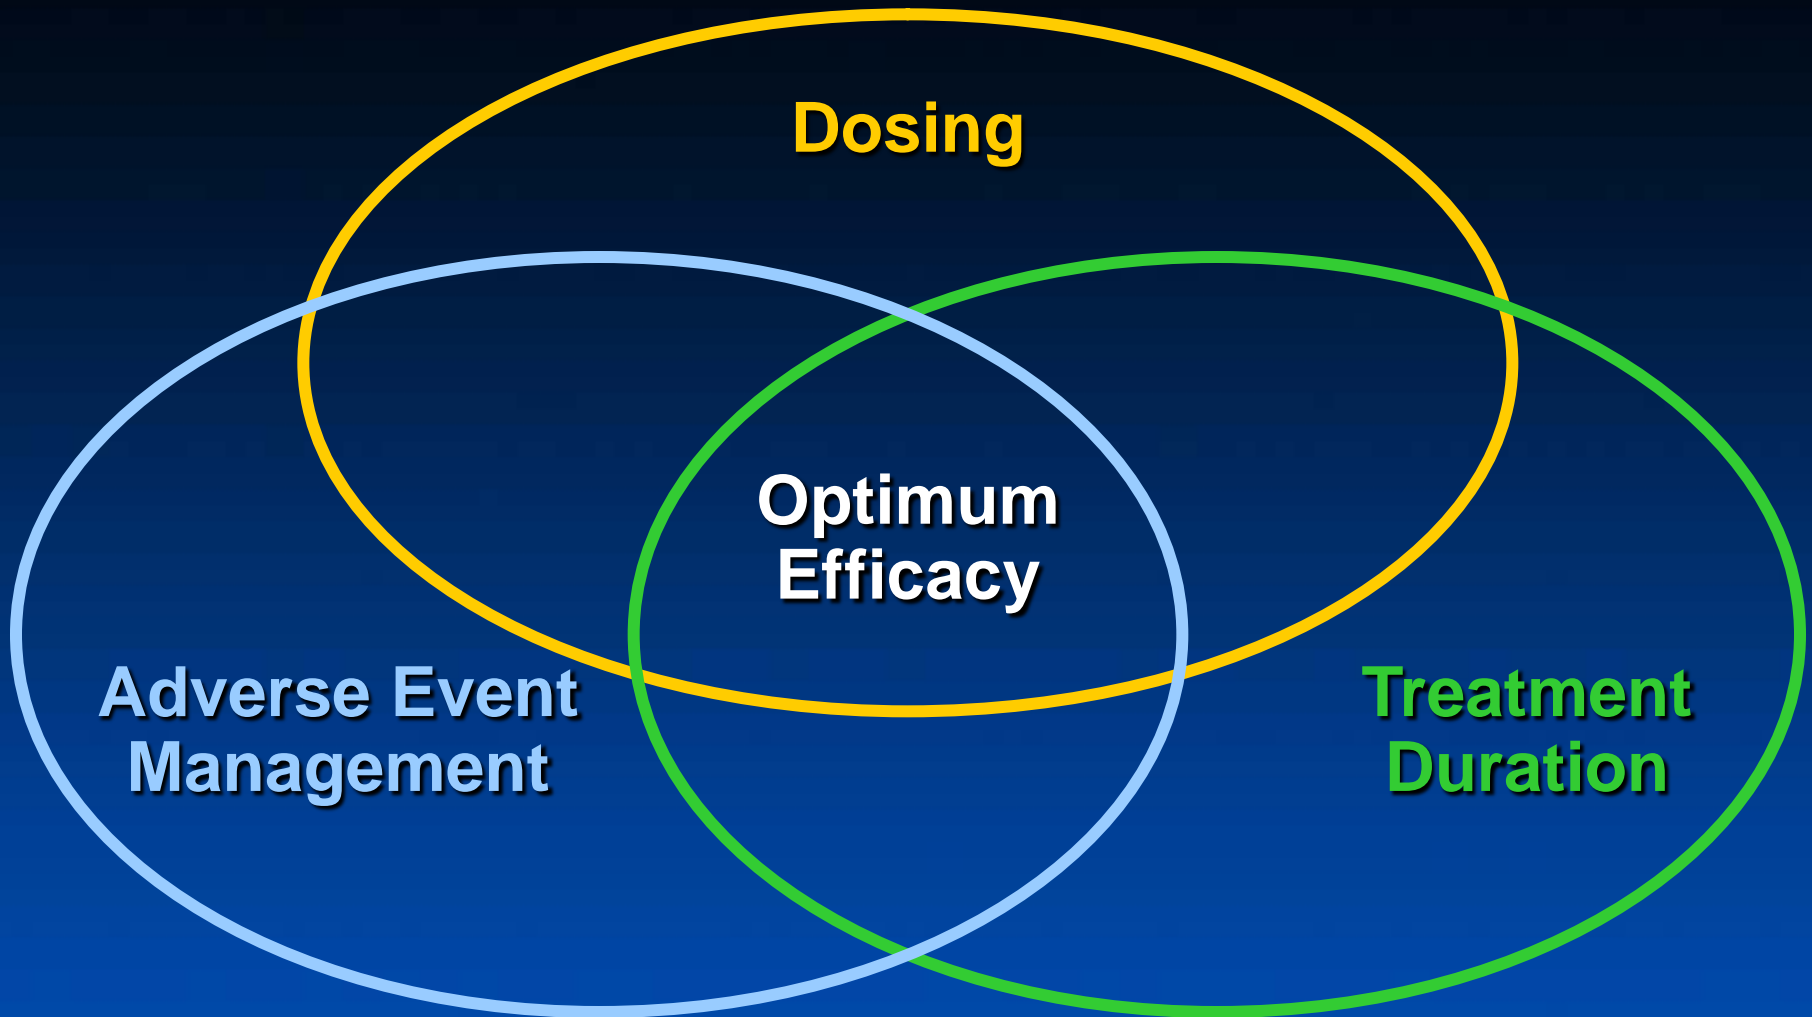 Dosing
Optimum
Efficacy
Adverse Event
Management
Treatment
Duration